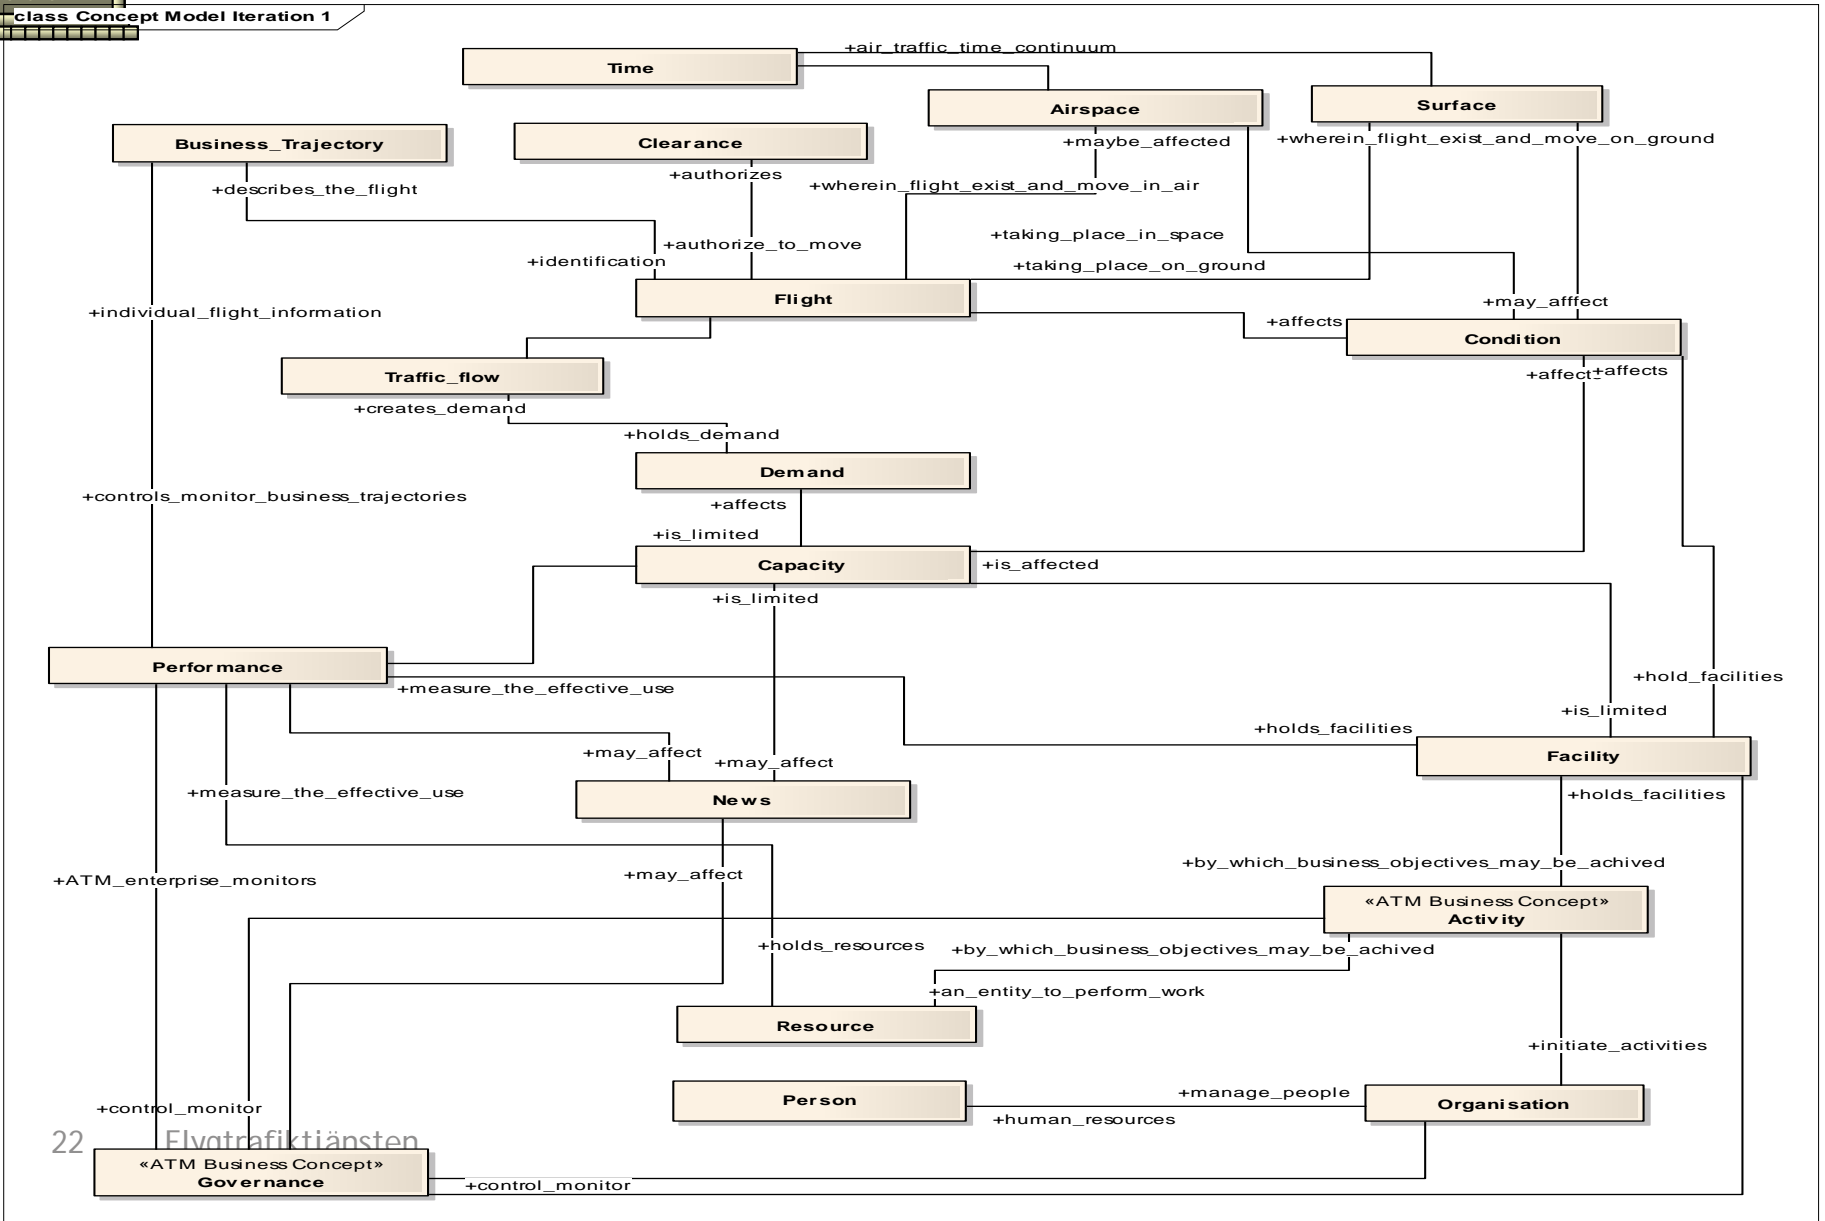 class Concept Model Iteration 1
+air_traffic_time_continuum
Time
Airspace
Surface
Business_Trajectory
Clearance
+maybe_affected
+wherein_flight_exist_and_move_on_ground
+describes_the_flight
+authorizes
+wherein_flight_exist_and_move_in_air
+taking_place_in_space
+authorize_to_move
+identification
+taking_place_on_ground
Flight
+may_afffect
+individual_flight_information
+affects
Condition
Traffic_flow
+affects
+affects
+creates_demand
+holds_demand
Demand
+controls_monitor_business_trajectories
+affects
+is_limited
Capacity
+is_affected
+is_limited
Performance
+hold_facilities
+measure_the_effective_use
+is_limited
+holds_facilities
+may_affect
+may_affect
Facility
+measure_the_effective_use
News
+holds_facilities
+by_which_business_objectives_may_be_achived
+may_affect
+ATM_enterprise_monitors
«ATM Business Concept»
Activity
+holds_resources
+by_which_business_objectives_may_be_achived
+an_entity_to_perform_work
Resource
+initiate_activities
Person
+manage_people
Organisation
+control_monitor
+human_resources
22 Flygtrafiktjänsten
«ATM Business Concept»
Governance
+control_monitor